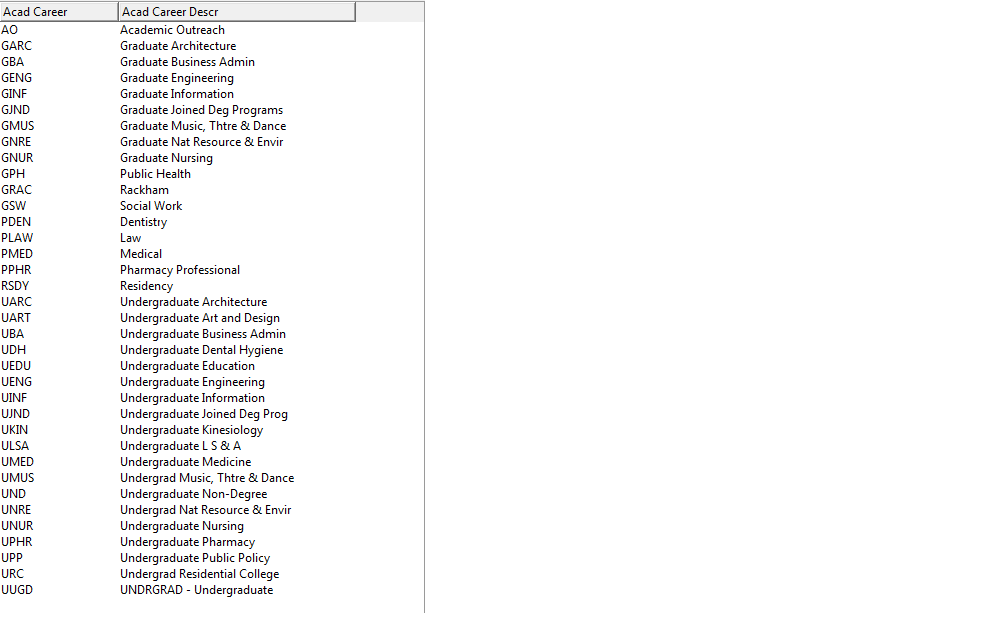 Acad Career Acad Career Descr
AO Academic Outreach
GARC Graduate Architecture
GBA Graduate Business Admin
GENG Graduate Engineering
GINF Graduate Information
GJND Graduate Joined Deg Programs
GMUS Graduate Music, Thtre & Dance
GNRE Graduate Nat Resource & Envir
GNUR Graduate Nursing
GPH Public Health
GRAC Rackham
GSW Social Work
PDEN Dentistry
PLAW Law
PMED Medical
PPHR Pharmacy Professional
RSDY Residency
UARC Undergraduate Architecture
UART Undergraduate Art and Design
UBA Undergraduate Business Admin
UDH Undergraduate Dental Hygiene
UEDU Undergraduate Education
UENG Undergraduate Engineering
UINF Undergraduate Information
UJND Undergraduate Joined Deg Prog
UKIN Undergraduate Kinesiology
ULSA Undergraduate L S & A
UMED Undergraduate Medicine
UMUS Undergrad Music, Thtre & Dance
UND Undergraduate Non-Degree
UNRE Undergrad Nat Resource & Envir
UNUR Undergraduate Nursing
UPHR Undergraduate Pharmacy
UPP Undergraduate Public Policy
URC Undergrad Residential College
UUGD UNDRGRAD - Undergraduate